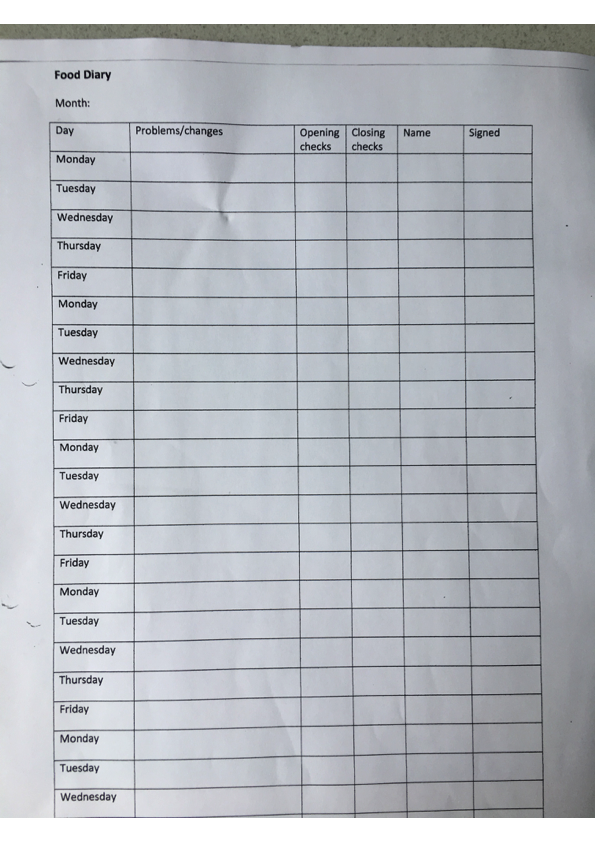 Food Diary
Month:
Day Problems/changes Opening checks Closing checks Name Signed
Monday
Tuesday
Wednesday
Thursday
Friday
Monday
Tuesday
Wednesday
Thursday
Friday
Monday
Tuesday
Wednesday
Thursday
Friday
Monday
Tuesday
Wednesday
Thursday
Friday
Monday
Tuesday
Wednesday